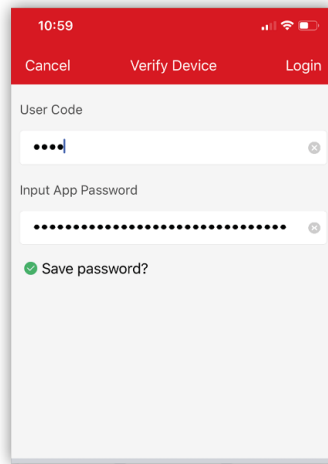 10:59
Cancel Verify Device Login
User Code
••••
Input App Password
••••••••••••••••••••••••••••••••
Save password?